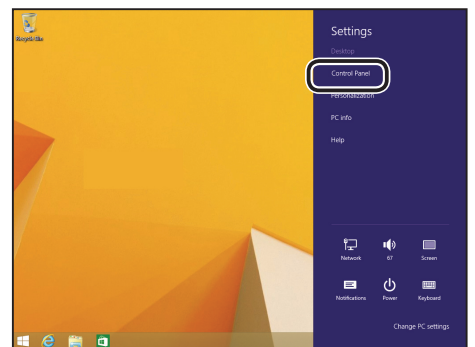 Recycle Bin
Settings
Desktop
Control Panel
Personalization
PC info
Help
Network
67
Screen
Notifications
Power
Keyboard
Change PC settings